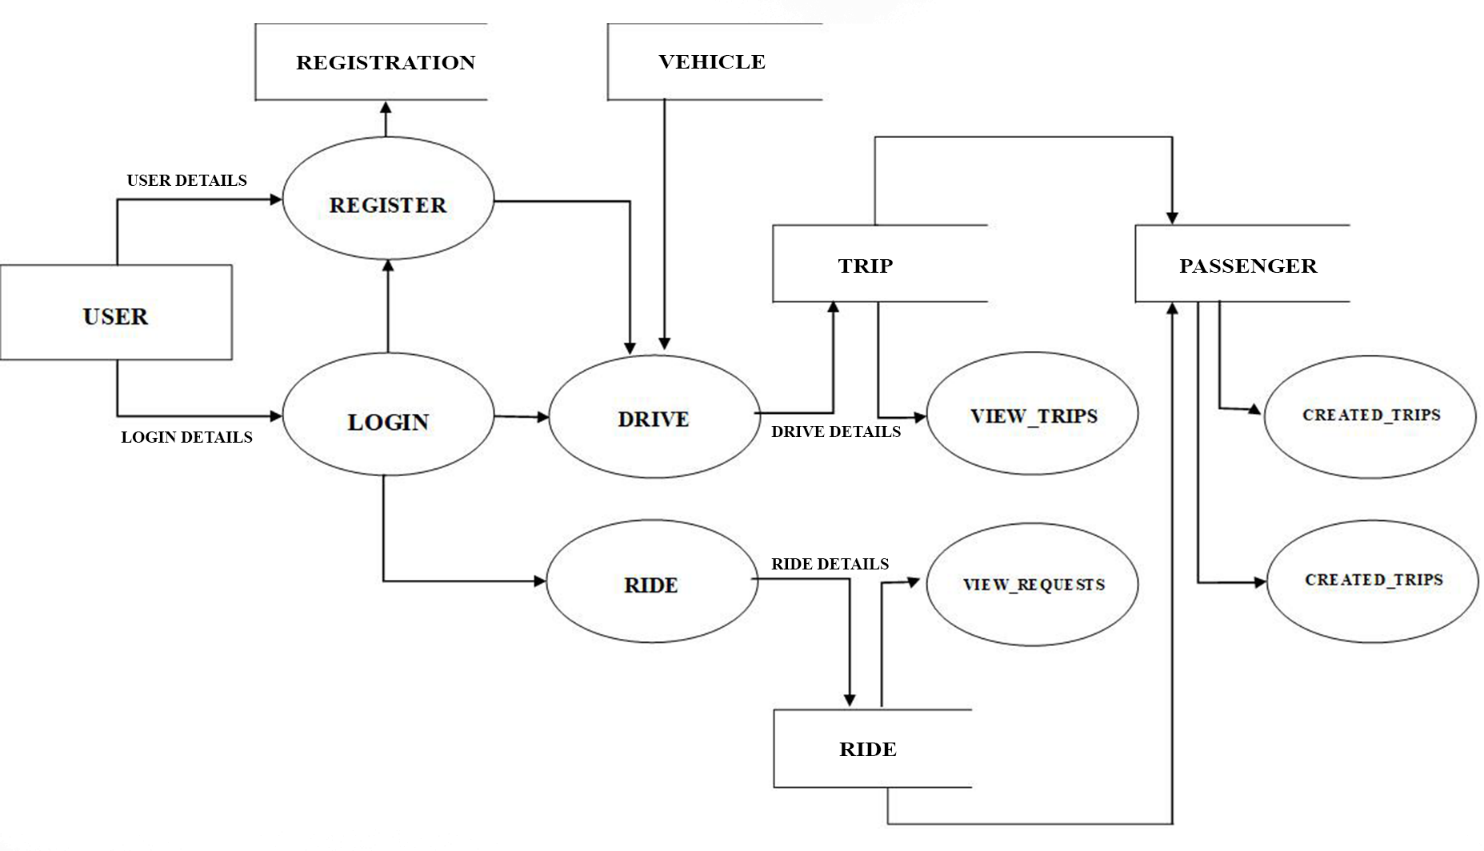 REGISTRATION
VEHICLE
USER DETAILS
REGISTER
TRIP
PASSENGER
USER
LOGIN
DRIVE
VIEW_TRIPS
CREATED_TRIPS
LOGIN DETAILS
DRIVE DETAILS
RIDE DETAILS
RIDE
VIEW_REQUESTS
CREATED_TRIPS
RIDE